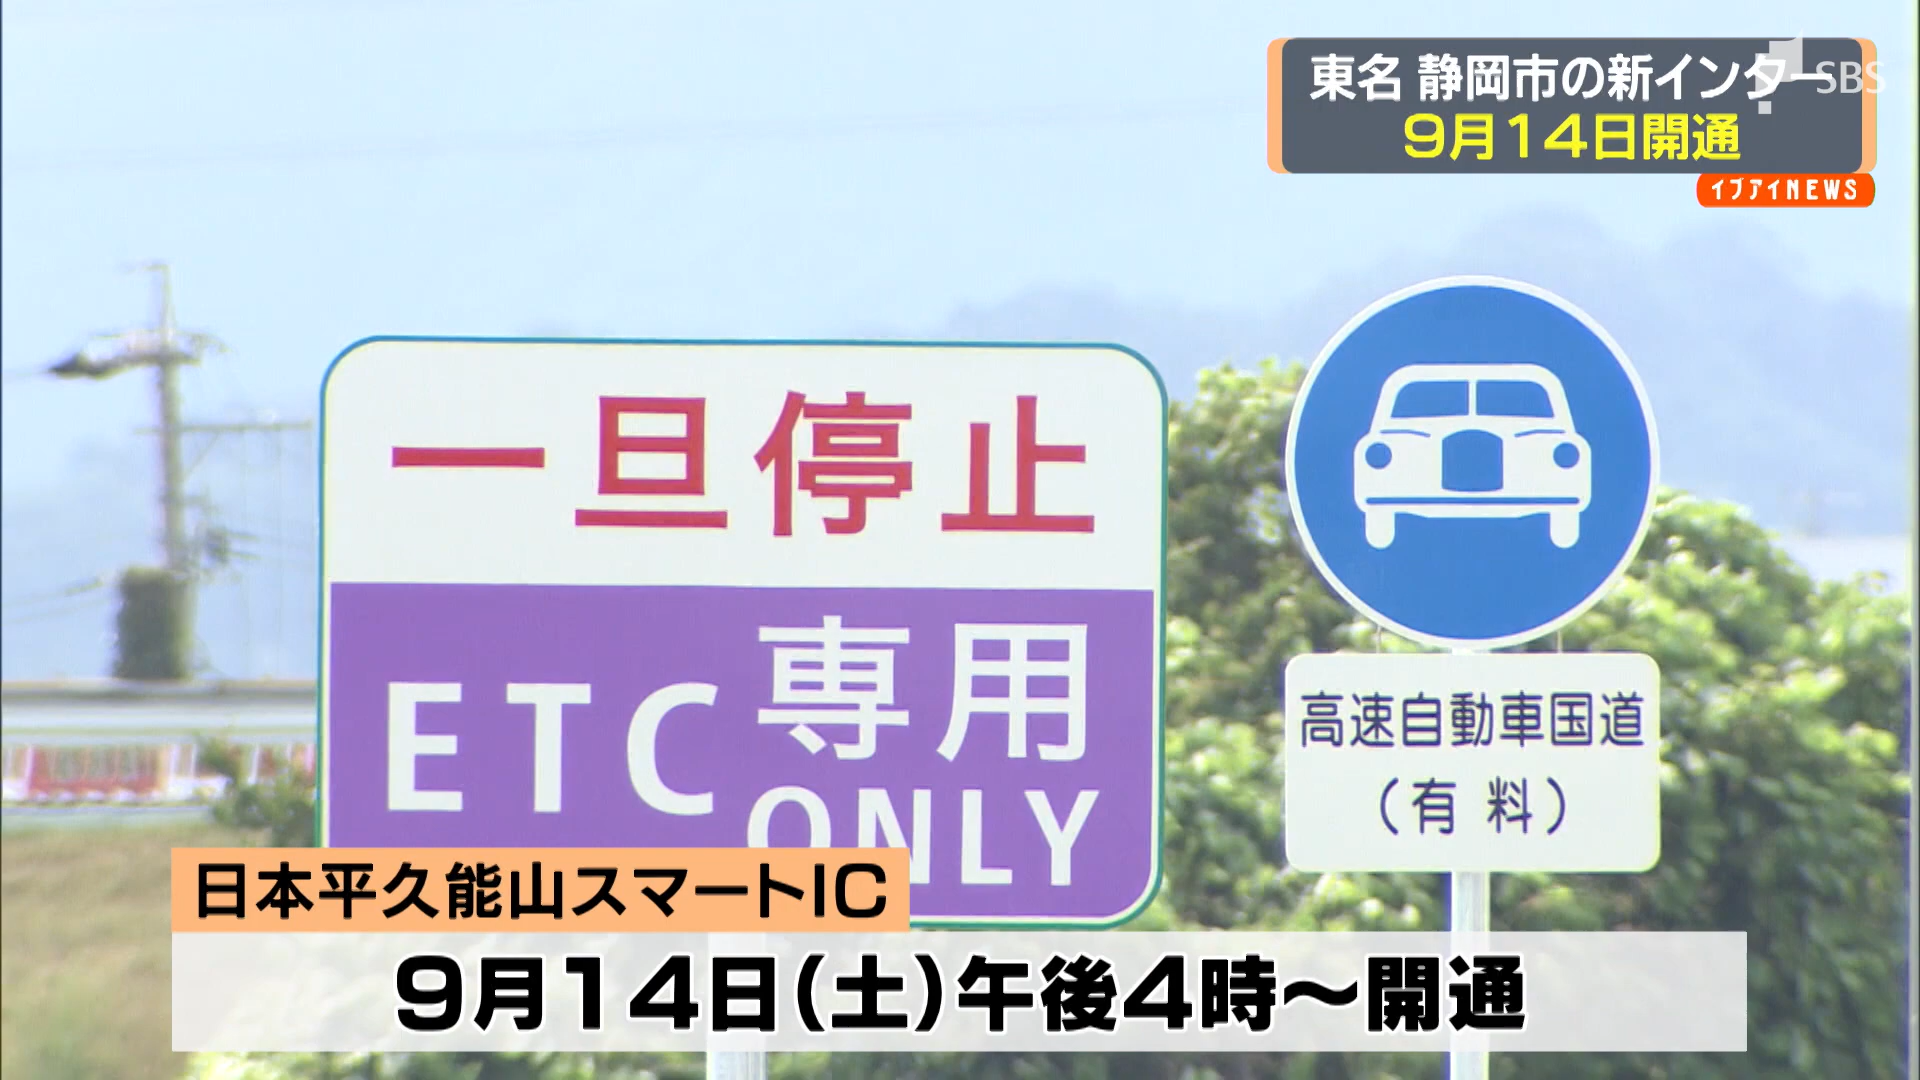 東名 静岡市の新インター
SBS
9月14日開通
イブアイNEWS
一旦停止
ETC専用
ONLY
高速自動車国道
(有料)
日本平久能山スマートIC
9月14日(土)午後4時～開通